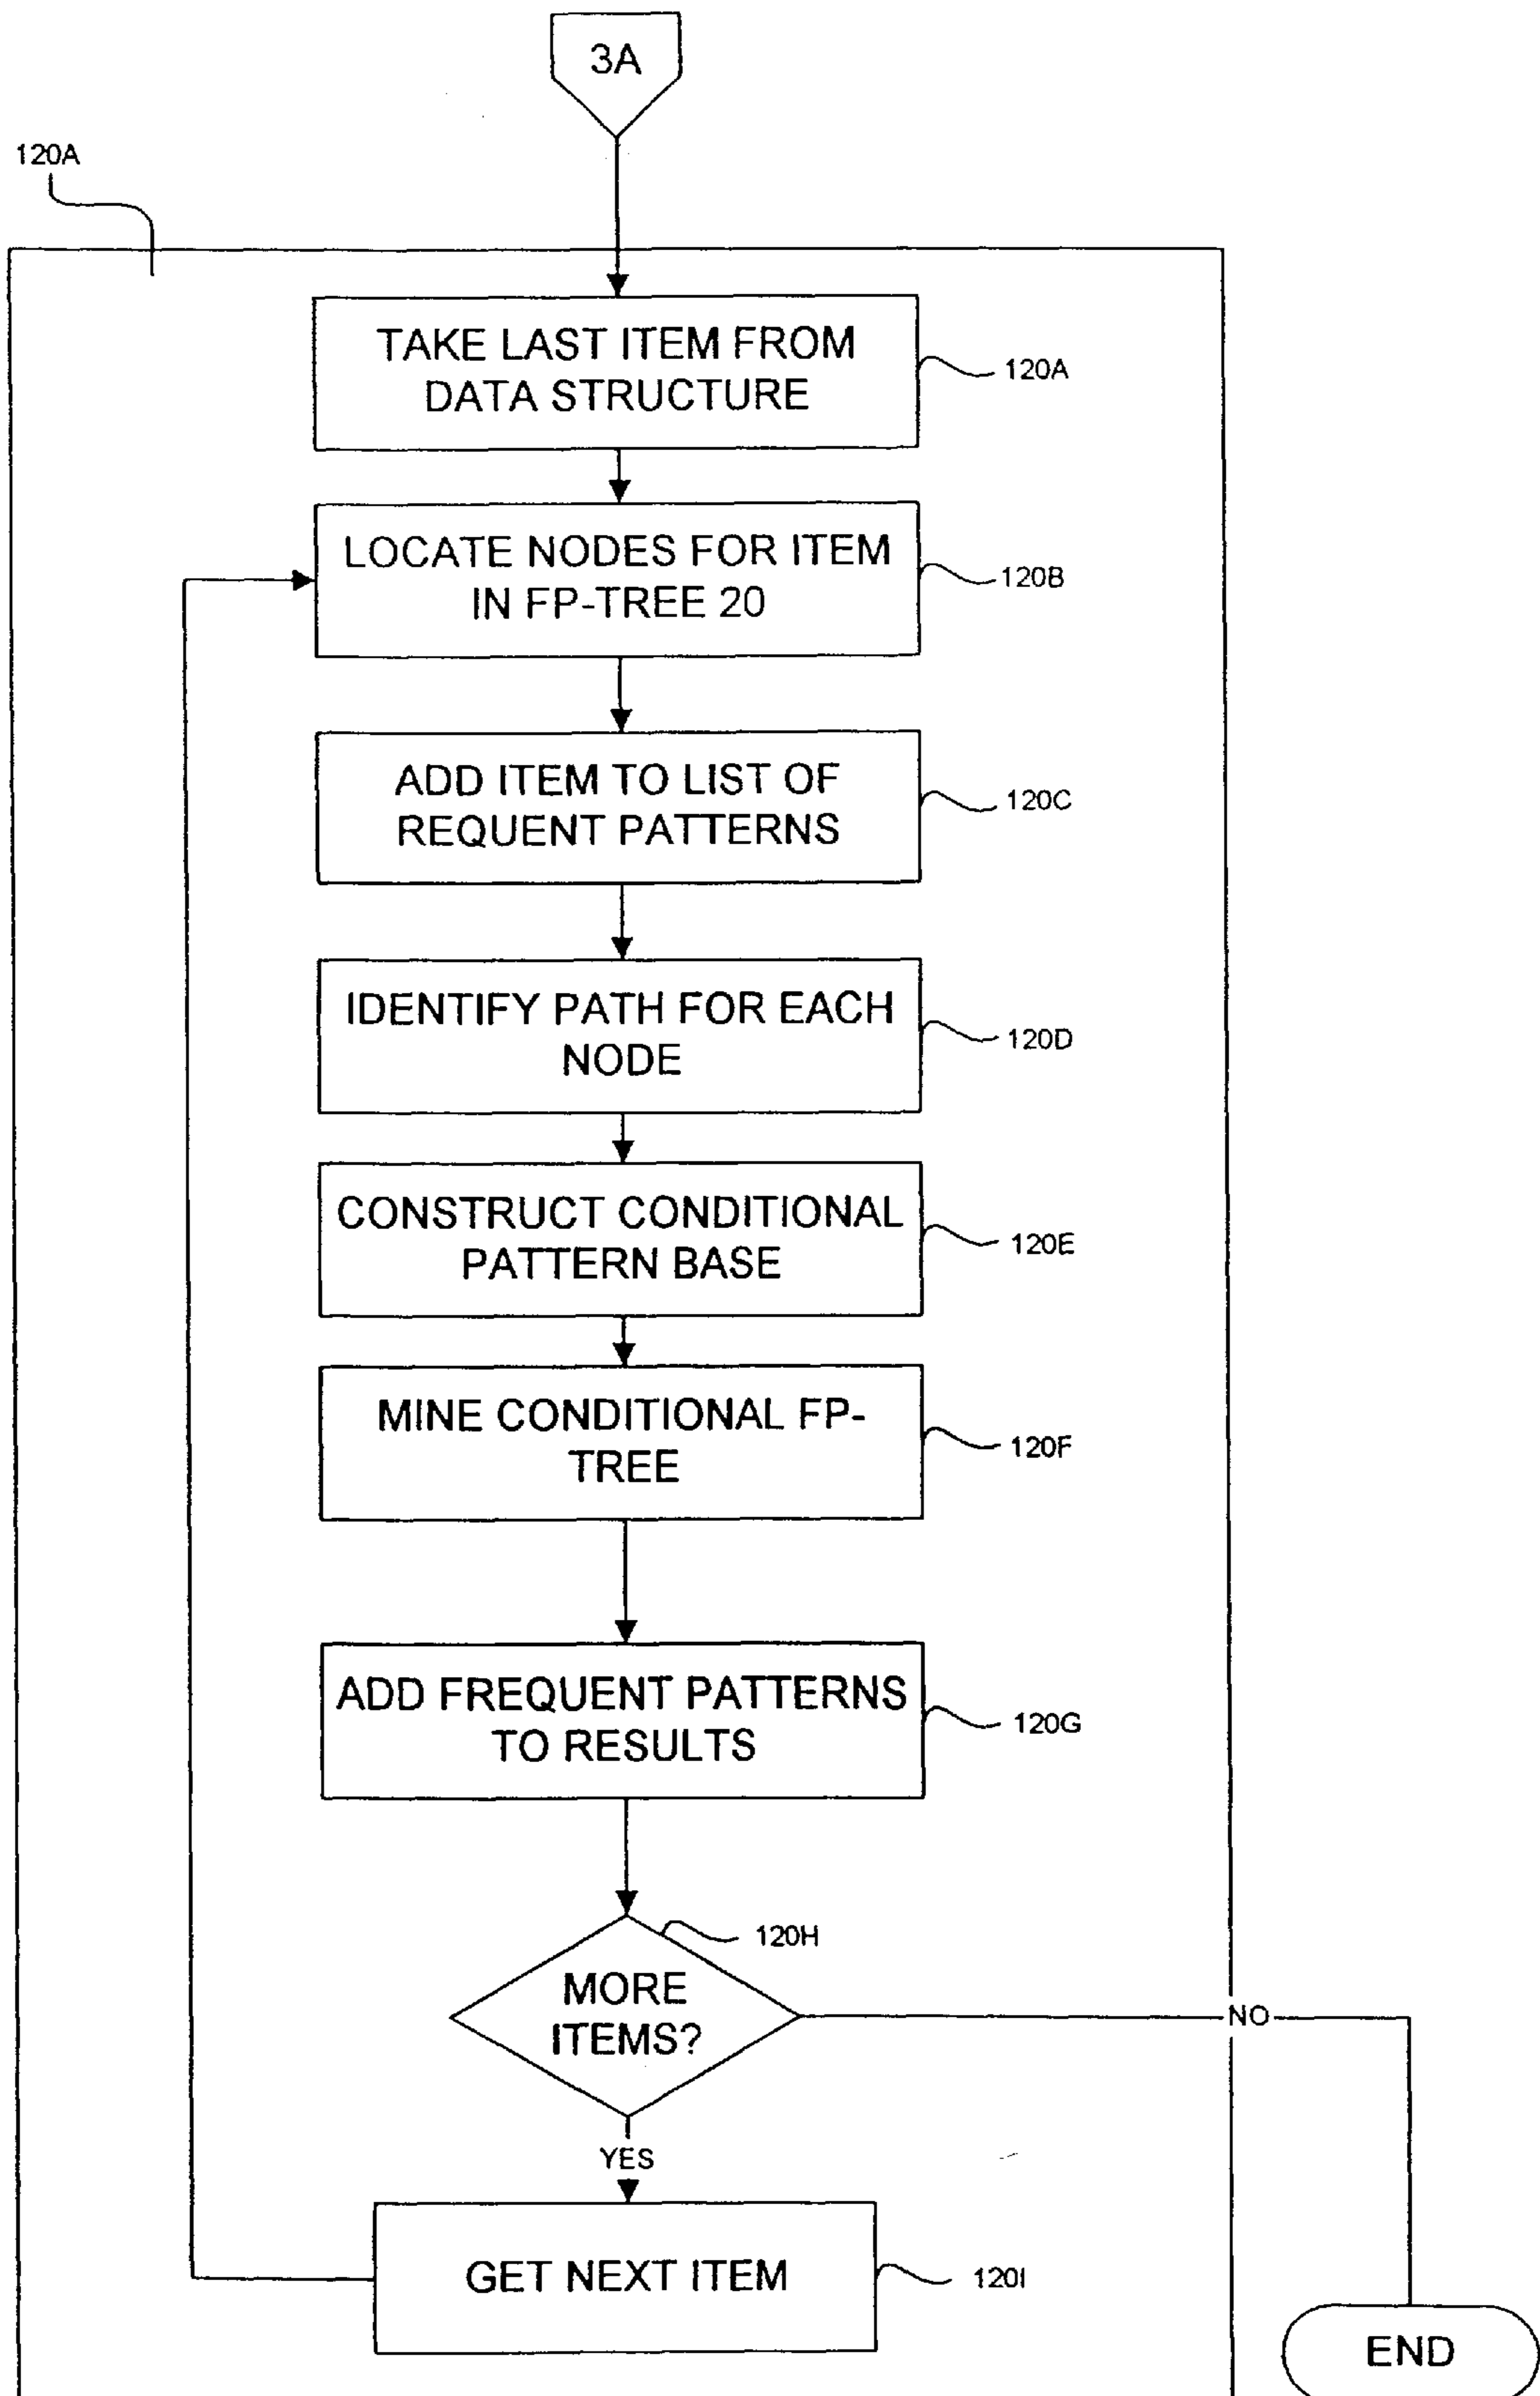 3A
120A
TAKE LAST ITEM FROM
DATA STRUCTURE
120A
LOCATE NODES FOR ITEM
IN FP-TREE 20
120B
ADD ITEM TO LIST OF
REQUENT PATTERNS
120C
IDENTIFY PATH FOR EACH
NODE
120D
CONSTRUCT CONDITIONAL
PATTERN BASE
120E
MINE CONDITIONAL FP-
TREE
120F
ADD FREQUENT PATTERNS
TO RESULTS
120G
120H
MORE
ITEMS?
NO
YES
GET NEXT ITEM
120I
END